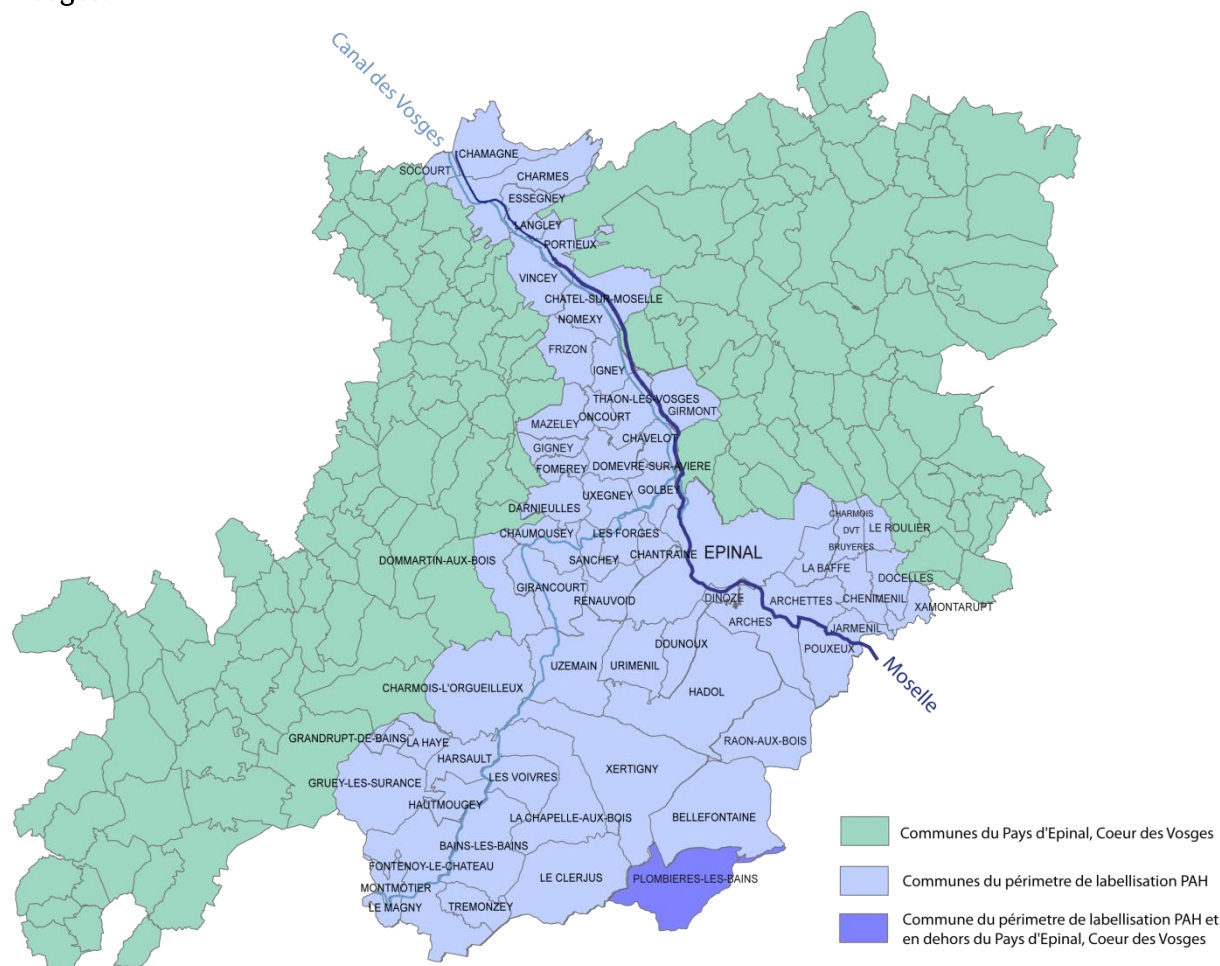 Canal des Vosges
CHAMAGNE
SOCOURT
CHARMES
ESSEGNEY
LANGLEY
PORTIEUX
VINCEY
CHATEL-SUR-MOSELLE
NOMEXY
FRIZON
IGNEY
THAON-LES-VOSGES
GIRMONT
ONCOURT
MAZELEY
CHAVELOT
GIGNEY
FOMEREY
DOMEVRE-SUR-AVIERE
GOLBEY
UXEGNEY
DARNIEULLES
CHARMOIS
DVT
BRUYERES
LE ROULIER
CHAUMOUSEY
LES FORGES
CHANTRAINE
EPINAL
DOMMARTIN-AUX-BOIS
SANCHEY
LA BAFFE
DOCELLES
GIRANCOURT
RENAUVOID
DINOZE
ARCHETTES
CHENIMENIL
XAMONTARUPT
ARCHES
JARMENIL
DOUNOUX
POUXEUX
UZEMAIN
URIMENIL
Moselle
CHARMOIS-L'ORGUEILLEUX
HADOL
GRANDRUPT-DE-BAINS
LA HAYE
RAON-AUX-BOIS
HARSAULT
XERTIGNY
GRUEY-LES-SURANCE
LES VOIVRES
HAUTMOUGEY
LA CHAPELLE-AUX-BOIS
BELLEFONTAINE
BAINS-LES-BAINS
FONTENOY-LE-CHATEAU
LE CLERJUS
PLOMBIERES-LES-BAINS
MONTMOTIER
LE MAGNY
TREMONZEY
Communes du Pays d'Epinal, Coeur des Vosges
Communes du périmetre de labellisation PAH
Commune du périmetre de labellisation PAH et
en dehors du Pays d'Epinal, Coeur des Vosges